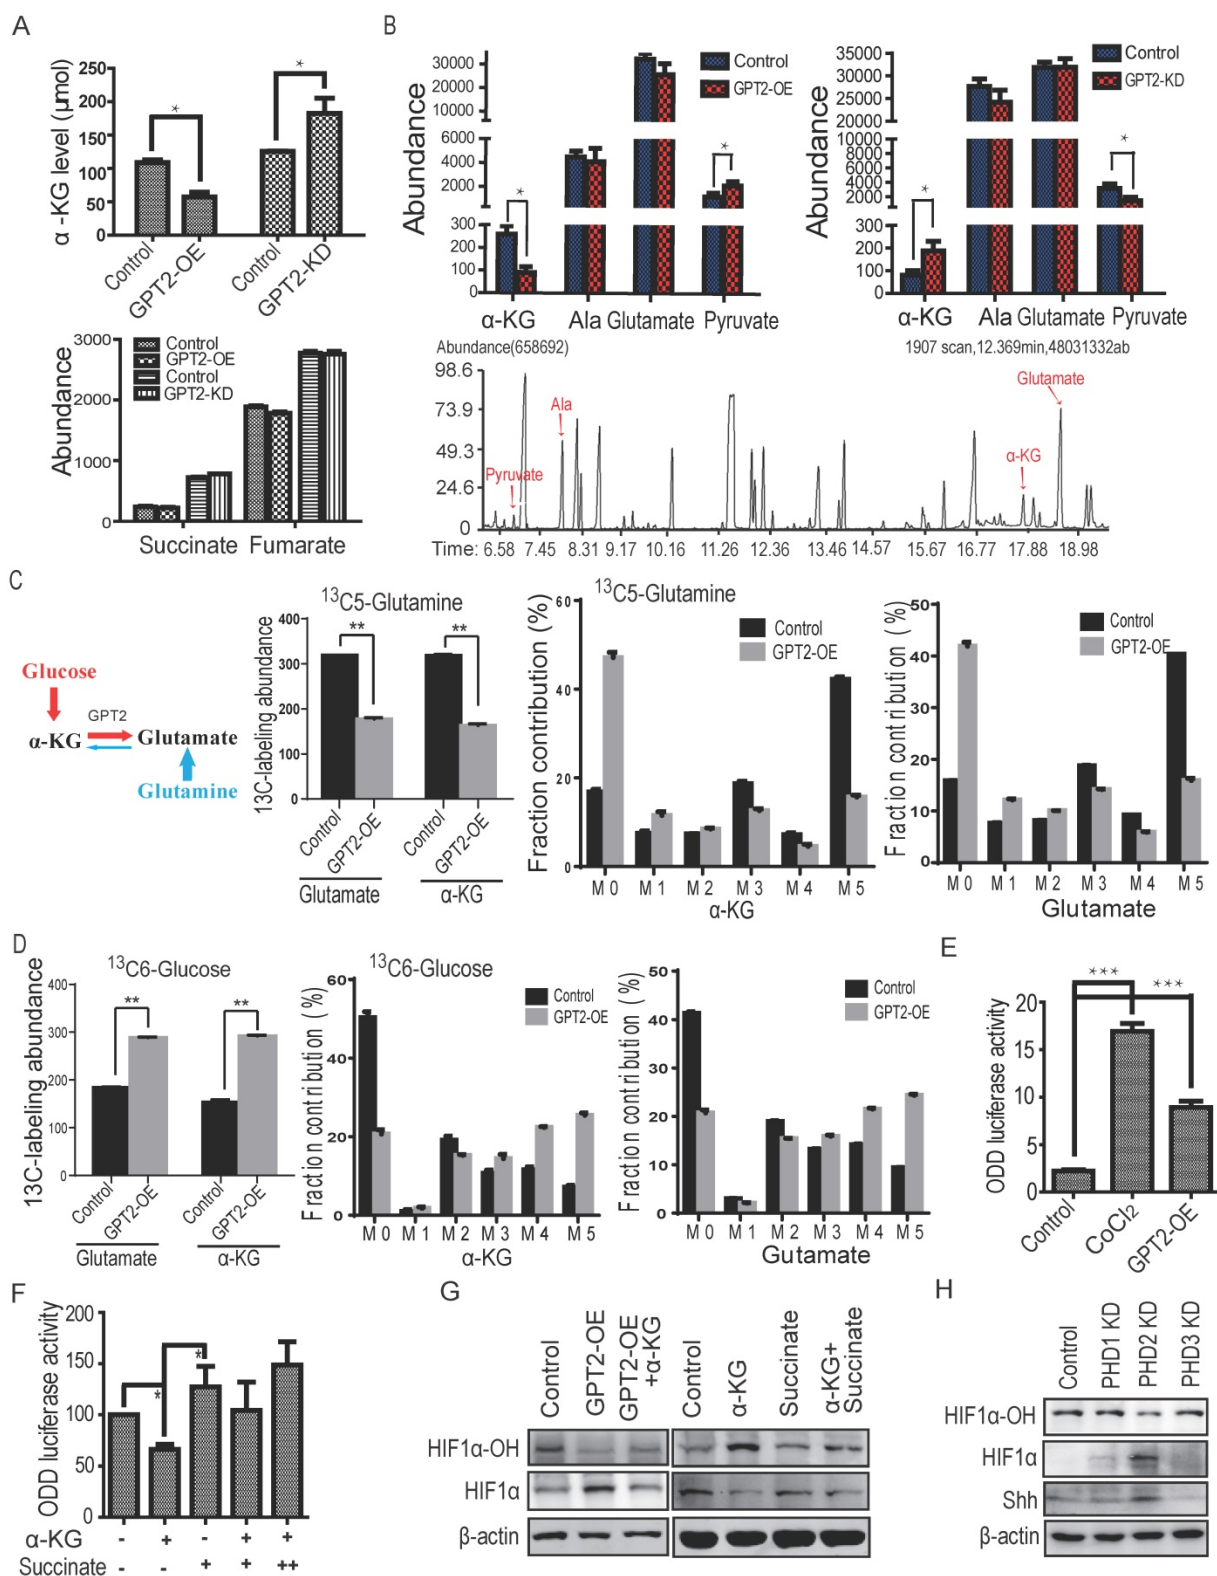 A
α -KG level (μmol)
250
200
150
100
50
0
*
*
Control
GPT2-OE
Control
GPT2-KD
Abundance
3000
2000
1000
0
Control
GPT2-OE
Control
GPT2-KD
Succinate Fumarate
B
Abundance
30000
20000
10000
6000
4000
2000
300
200
100
0
Control
GPT2-OE
*
*
α-KG Ala Glutamate Pyruvate
Abundance
35000
30000
25000
20000
15000
10000
8000
6000
4000
2000
0
300
200
100
0
Control
GPT2-KD
*
*
α-KG Ala Glutamate Pyruvate
Abundance(658692)
1907 scan,12.369min,48031332ab
98.6
73.9
49.3
24.6
0
Pyruvate
Ala
α-KG
Glutamate
Time: 6.58 7.45 8.31 9.17 10.16 11.26 12.36 13.46 14.57 15.67 16.77 17.88 18.98
C
Glucose
GPT2
α-KG Glutamate
Glutamine
¹³C5-Glutamine
13C-labeling abundance
400
300
200
100
0
**
**
Control
GPT2-OE
Control
GPT2-OE
Glutamate
α-KG
¹³C5-Glutamine
Fraction contribution (%)
60
40
20
0
Control
GPT2-OE
M 0 M 1 M 2 M 3 M 4 M 5
α-KG
Fraction contribution (%)
50
40
30
20
10
0
Control
GPT2-OE
M 0 M 1 M 2 M 3 M 4 M 5
Glutamate
D
¹³C6-Glucose
13C-labeling abundance
400
300
200
100
0
**
**
Control
GPT2-OE
Control
GPT2-OE
Glutamate
α-KG
¹³C6-Glucose
Fraction contribution (%)
60
40
20
0
Control
GPT2-OE
M 0 M 1 M 2 M 3 M 4 M 5
α-KG
Fraction contribution (%)
50
40
30
20
10
0
Control
GPT2-OE
M 0 M 1 M 2 M 3 M 4 M 5
Gutamate
E
ODD luciferase activity
20
15
10
5
0
***
***
Control
CoCl₂
GPT2-OE
F
ODD luciferase activity
200
150
100
50
0
*
*
α-KG - + - + +
Succinate - - + + ++
G
Control
GPT2-OE
GPT2-OE
+α-KG
Control
α-KG
Succinate
α-KG+
Succinate
HIF1α-OH
HIF1α
β-actin
H
Control
PHD1 KD
PHD2 KD
PHD3 KD
HIF1α-OH
HIF1α
Shh
β-actin